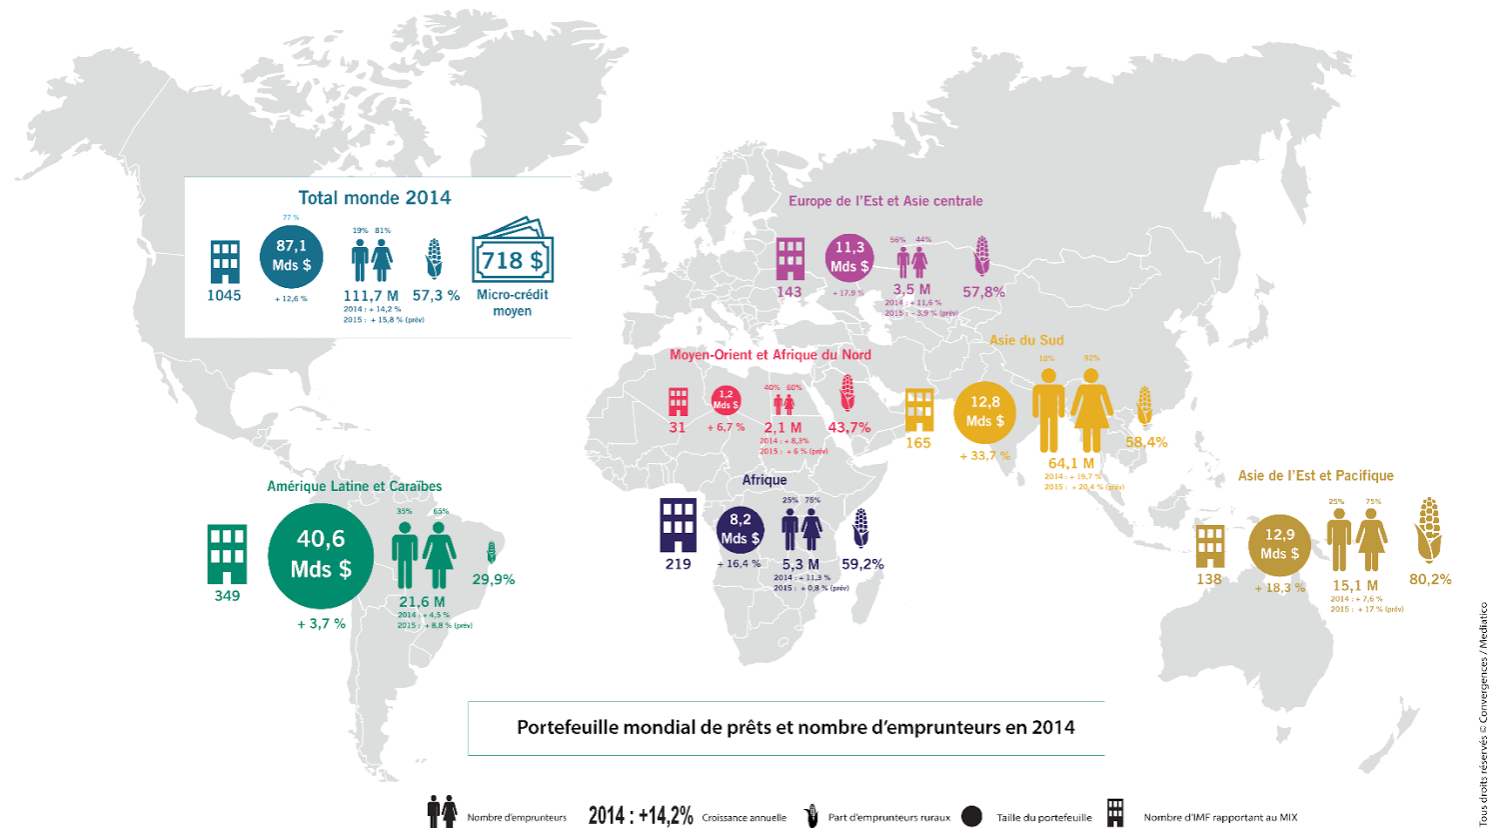 Total monde 2014
77 %
19% 81%
87,1
Mds $
718 $
1045
+ 12,6 %
111,7 M
57,3 %
Micro-crédit
moyen
2014 : + 14,2 %
2015 : + 15,8 % (prév)
Europe de l'Est et Asie centrale
56% 44%
11,3
Mds $
143
+ 17,9 %
3,5 M
57,8%
2014 : + 11,6 %
2015 : - 3,9 % (prév)
Moyen-Orient et Afrique du Nord
40% 60%
1,2
Mds $
31
+ 6,7 %
2,1 M
43,7%
2014 : + 8,3%
2015 : + 6 % (prév)
Asie du Sud
92%
12,8
Mds $
165
+ 33,7 %
58,4%
64,1 M
2014 : + 19,7 %
2015 : + 20,4 % (prév)
Amérique Latine et Caraïbes
35% 65%
40,6
Mds $
349
+ 3,7 %
29,9%
21,6 M
2014 : + 4,5 %
2015 : + 8,8 % (prév)
Afrique
25% 75%
8,2
Mds $
219
+ 16,4 %
5,3 M
59,2%
2014 : + 11,3 %
2015 : + 0,8 % (prév)
Asie de l'Est et Pacifique
25% 75%
12,9
Mds $
138
+ 18,3 %
15,1 M
80,2%
2014 : + 7,6 %
2015 : + 17 % (prév)
Portefeuille mondial de prêts et nombre d'emprunteurs en 2014
Nombre d'emprunteurs
2014 : +14,2%
Croissance annuelle
Part d'emprunteurs ruraux
Taille du portefeuille
Nombre d'IMF rapportant au MIX
Tous droits réservés © Convergences / Mediatico